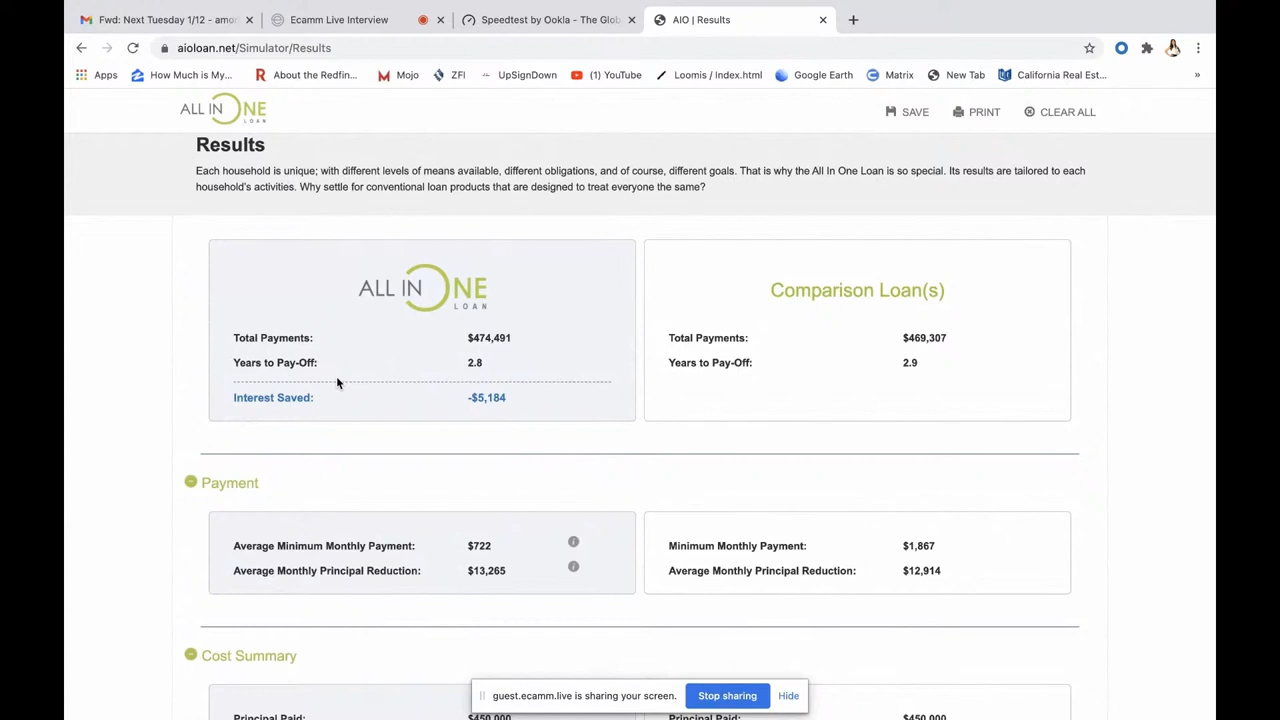 Fwd: Next Tuesday 1/12 - amor
Ecamm Live Interview
Speedtest by Ookla - The Glob
AIO | Results
aioloan.net/Simulator/Results
Apps
How Much is My...
About the Redfin...
Mojo
ZFI
UpSignDown
(1) YouTube
Loomis / Index.html
Google Earth
Matrix
New Tab
California Real Est...
»
ALL IN ONE
LOAN
SAVE
PRINT
CLEAR ALL
Results
Each household is unique; with different levels of means available, different obligations, and of course, different goals. That is why the All In One Loan is so special. Its results are tailored to each
household's activities. Why settle for conventional loan products that are designed to treat everyone the same?
ALL IN ONE
LOAN
Total Payments: $474,491
Years to Pay-Off: 2.8
Interest Saved: -$5,184
Comparison Loan(s)
Total Payments: $469,307
Years to Pay-Off: 2.9
Payment
Average Minimum Monthly Payment: $722
Average Monthly Principal Reduction: $13,265
Minimum Monthly Payment: $1,867
Average Monthly Principal Reduction: $12,914
Cost Summary
Principal Paid: $450,000
Principal Paid: $450,000
guest.ecamm.live is sharing your screen.
Stop sharing
Hide